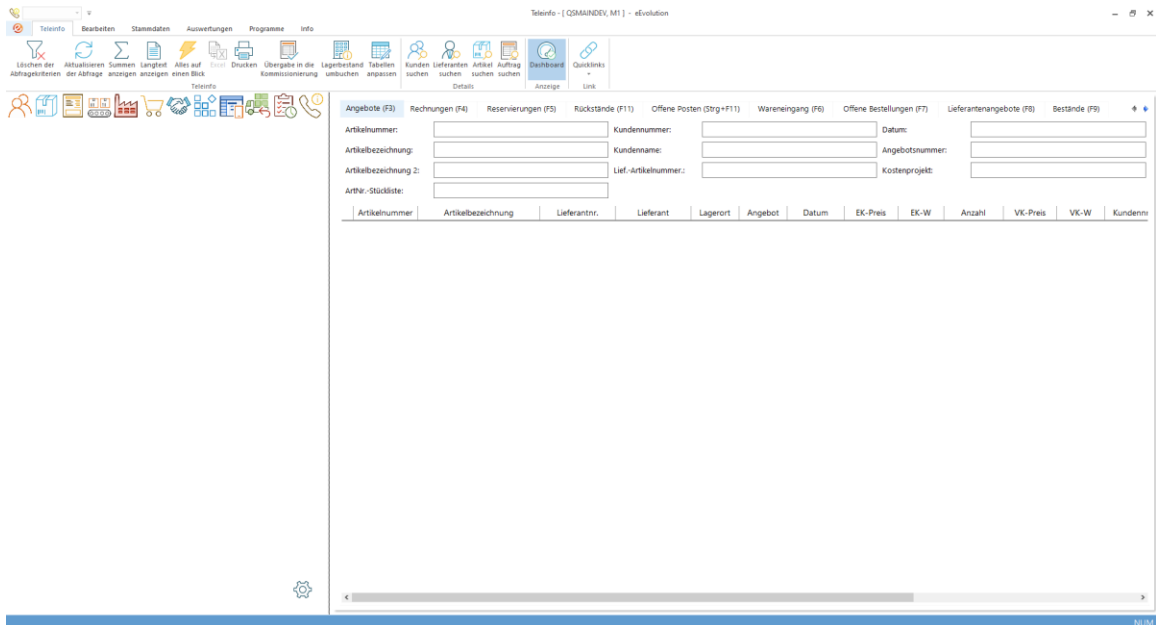 Teleinfo - [ QSMAINDEV, M1 ] - eEvolution
Teleinfo Bearbeiten Stammdaten Auswertungen Programme Info
Löschen der Abfragekriterien
Aktualisieren der Abfrage
Summen anzeigen
Langtext anzeigen
Alles auf einen Blick
Excel
Drucken
Übergabe in die Kommissionierung
Lagerbestand umbuchen
Tabellen anpassen
Kunden suchen
Lieferanten suchen
Artikel suchen
Auftrag suchen
Dashboard
Quicklinks
Teleinfo Details Anzeige Link
Angebote (F3) Rechnungen (F4) Reservierungen (F5) Rückstände (F11) Offene Posten (Strg+F11) Wareneingang (F6) Offene Bestellungen (F7) Lieferantenangebote (F8) Bestände (F9)
Artikelnummer: Kundennummer: Datum:
Artikelbezeichnung: Kundenname: Angebotsnummer:
Artikelbezeichnung 2: Lief.-Artikelnummer.: Kostenprojekt:
ArtNr.-Stückliste:
Artikelnummer Artikelbezeichnung Lieferantnr. Lieferant Lagerort Angebot Datum EK-Preis EK-W Anzahl VK-Preis VK-W
NUM